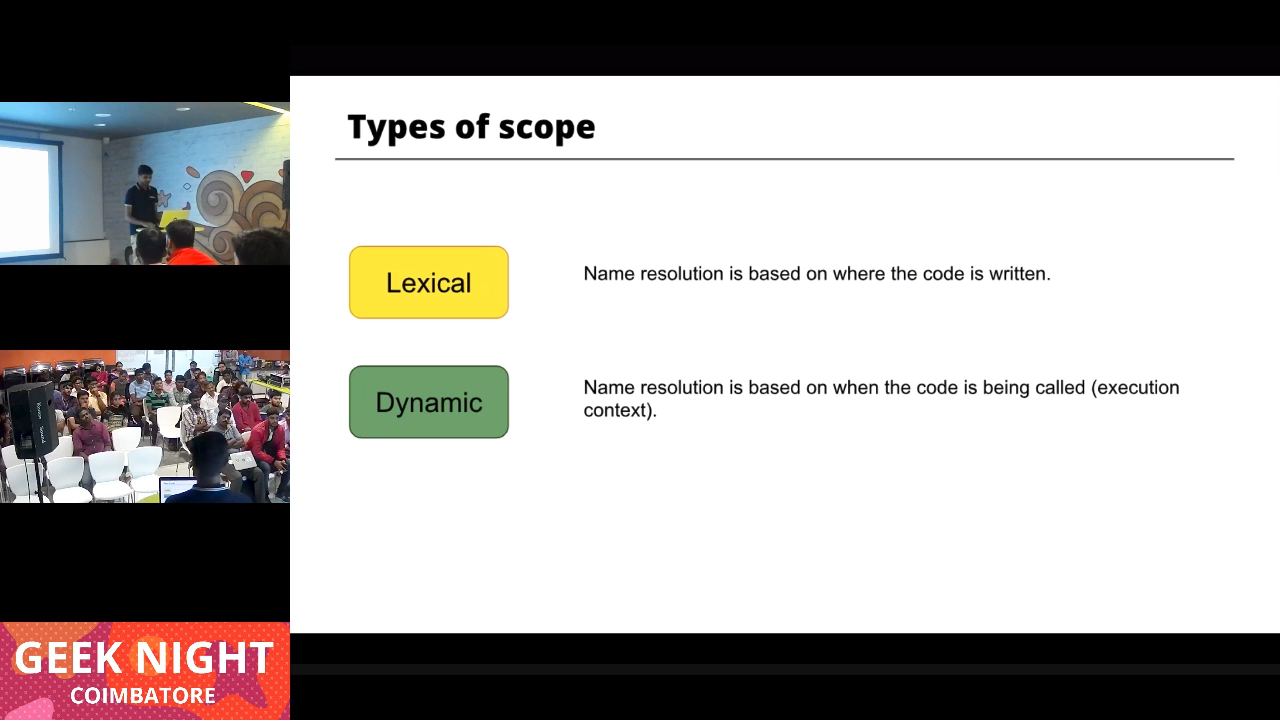 Types of scope
Lexical
Name resolution is based on where the code is written.
Dynamic
Name resolution is based on when the code is being called (execution
context).
GEEK NIGHT
COIMBATORE